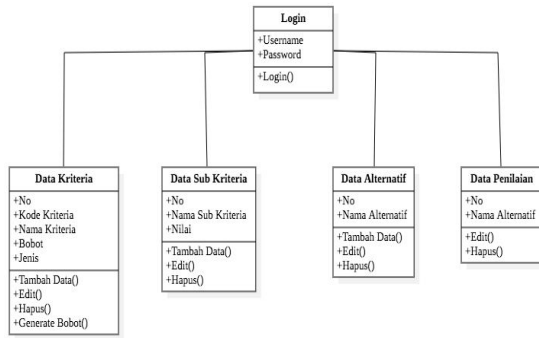 Login
+Username
+Password
+Login()
Data Kriteria
+No
+Kode Kriteria
+Nama Kriteria
+Bobot
+Jenis
+Tambah Data()
+Edit()
+Hapus()
+Generate Bobot()
Data Sub Kriteria
+No
+Nama Sub Kriteria
+Nilai
+Tambah Data()
+Edit()
+Hapus()
Data Alternatif
+No
+Nama Alternatif
+Tambah Data()
+Edit()
+Hapus()
Data Penilaian
+No
+Nama Alternatif
+Edit()
+Hapus()